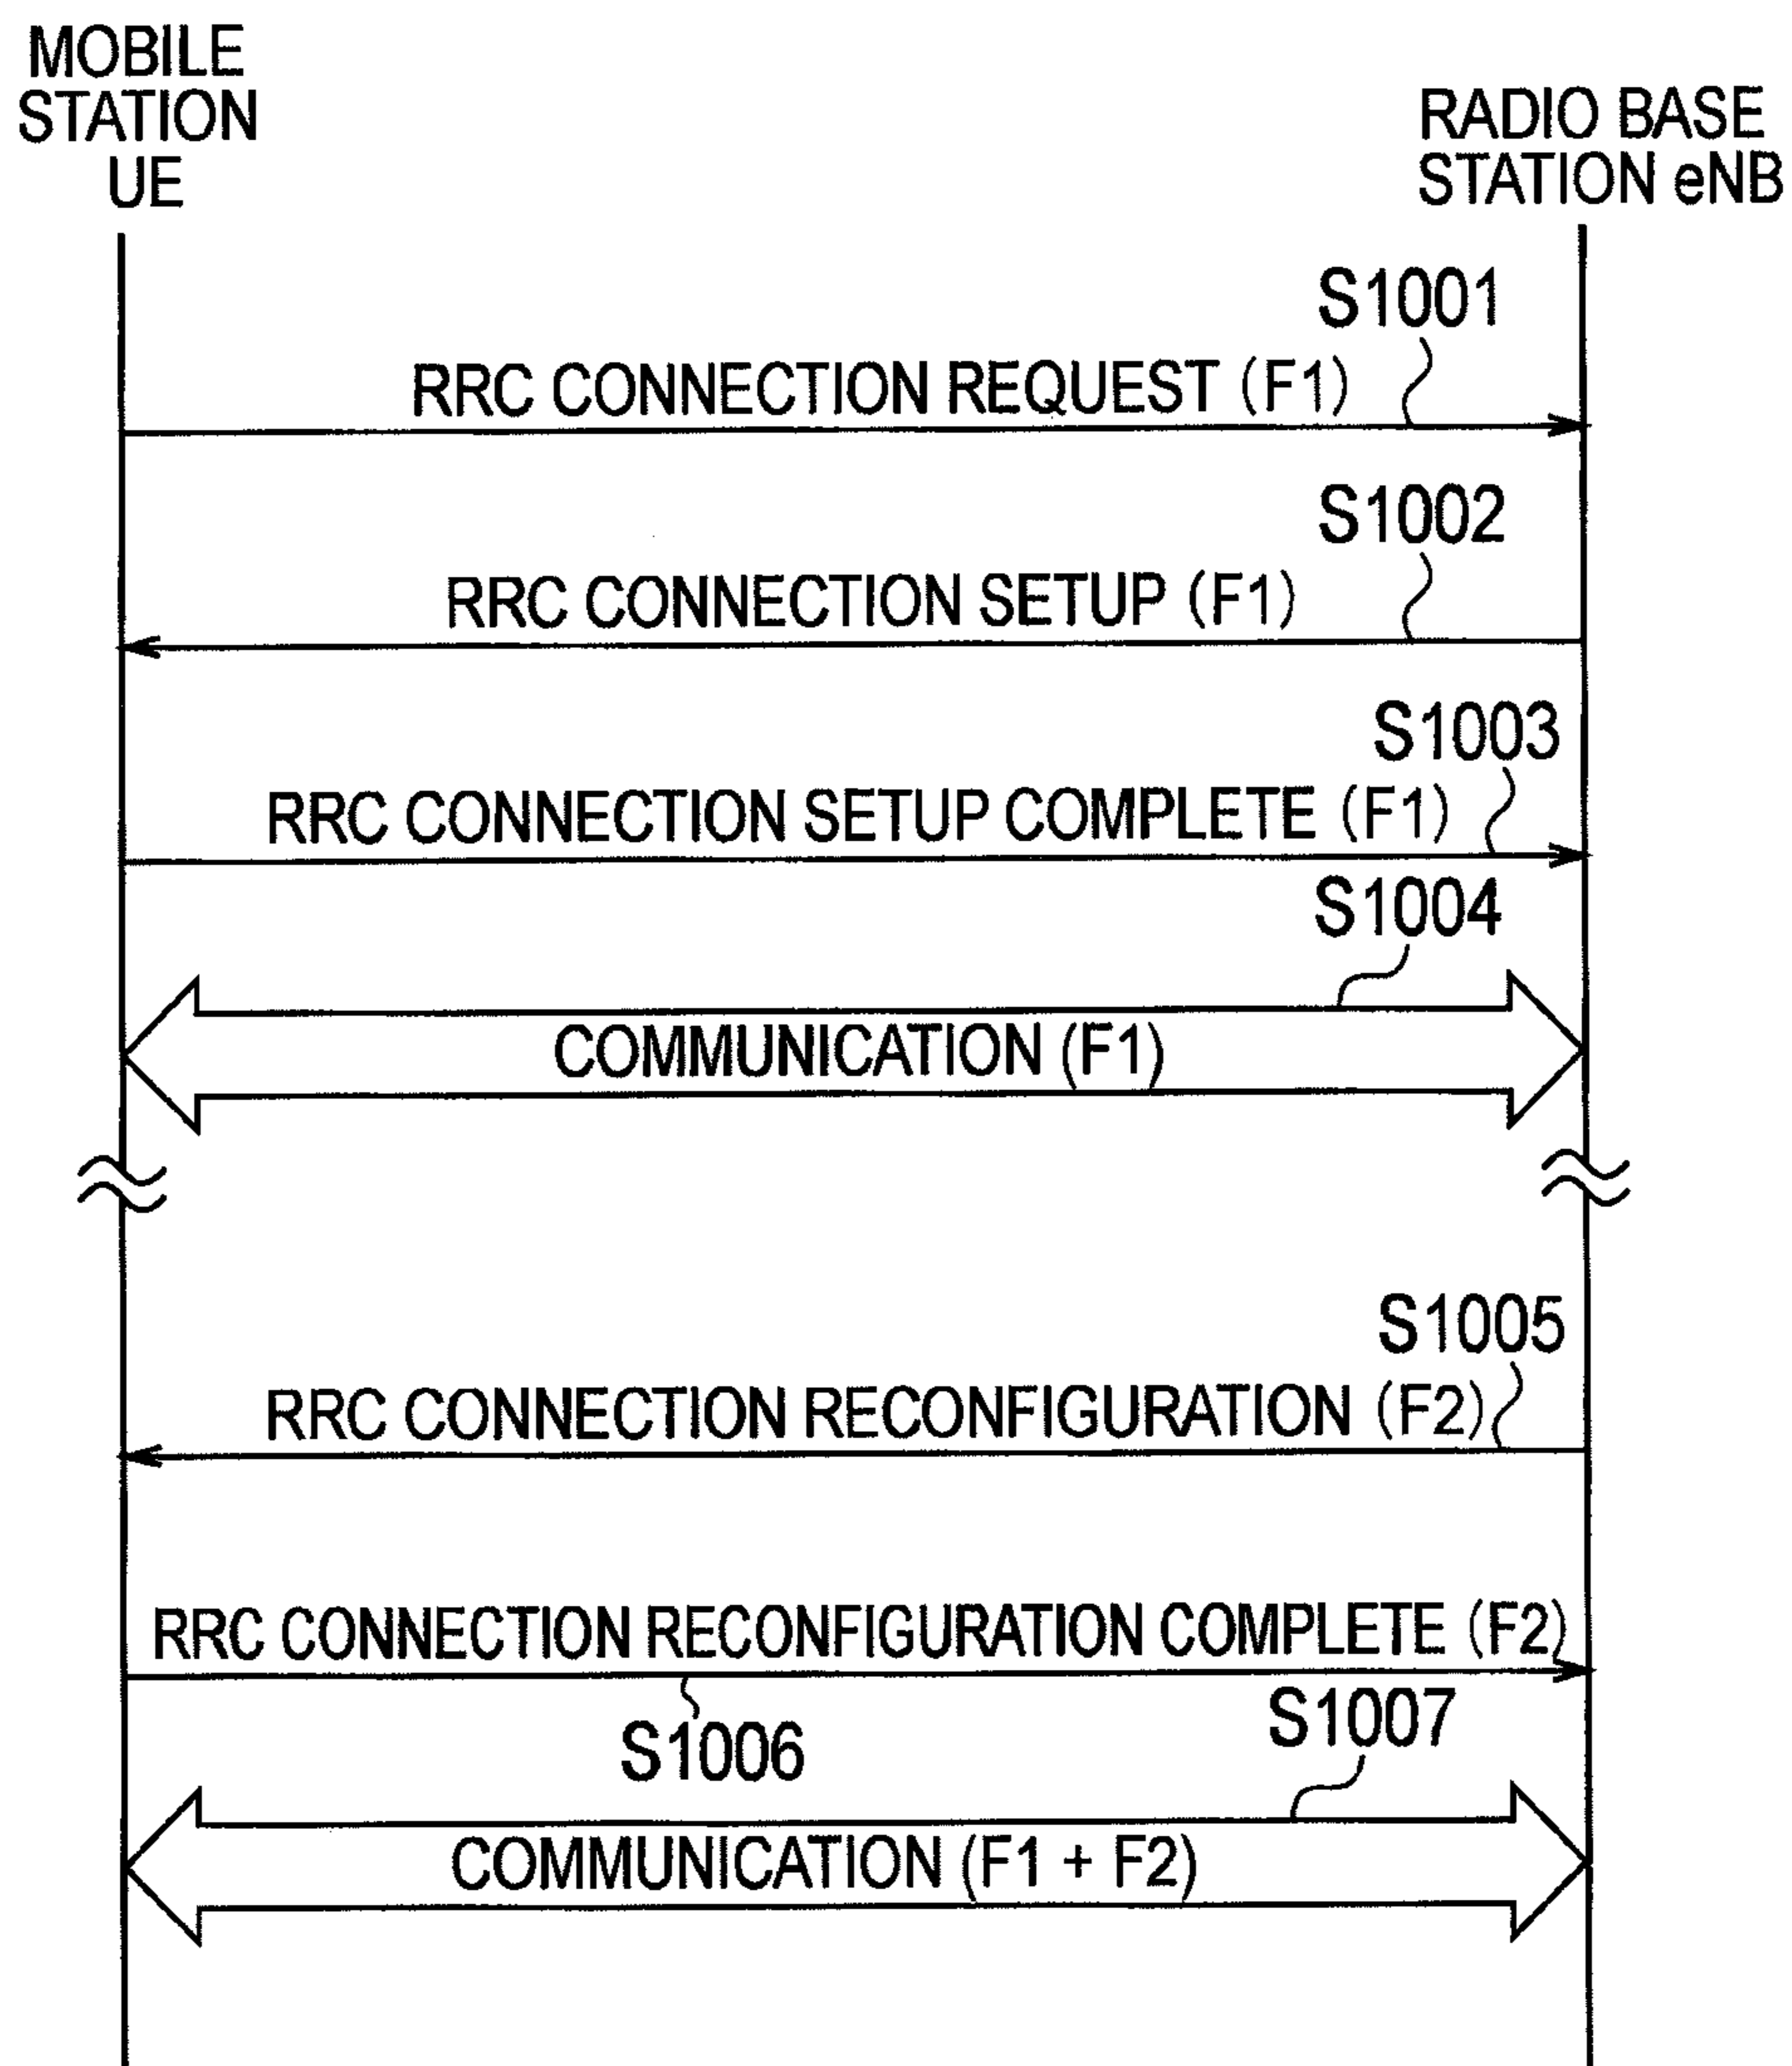 MOBILE
STATION
UE
RADIO BASE
STATION eNB
S1001
RRC CONNECTION REQUEST (F1)
S1002
RRC CONNECTION SETUP (F1)
S1003
RRC CONNECTION SETUP COMPLETE (F1)
S1004
COMMUNICATION (F1)
S1005
RRC CONNECTION RECONFIGURATION (F2)
RRC CONNECTION RECONFIGURATION COMPLETE (F2)
S1006
S1007
COMMUNICATION (F1 + F2)